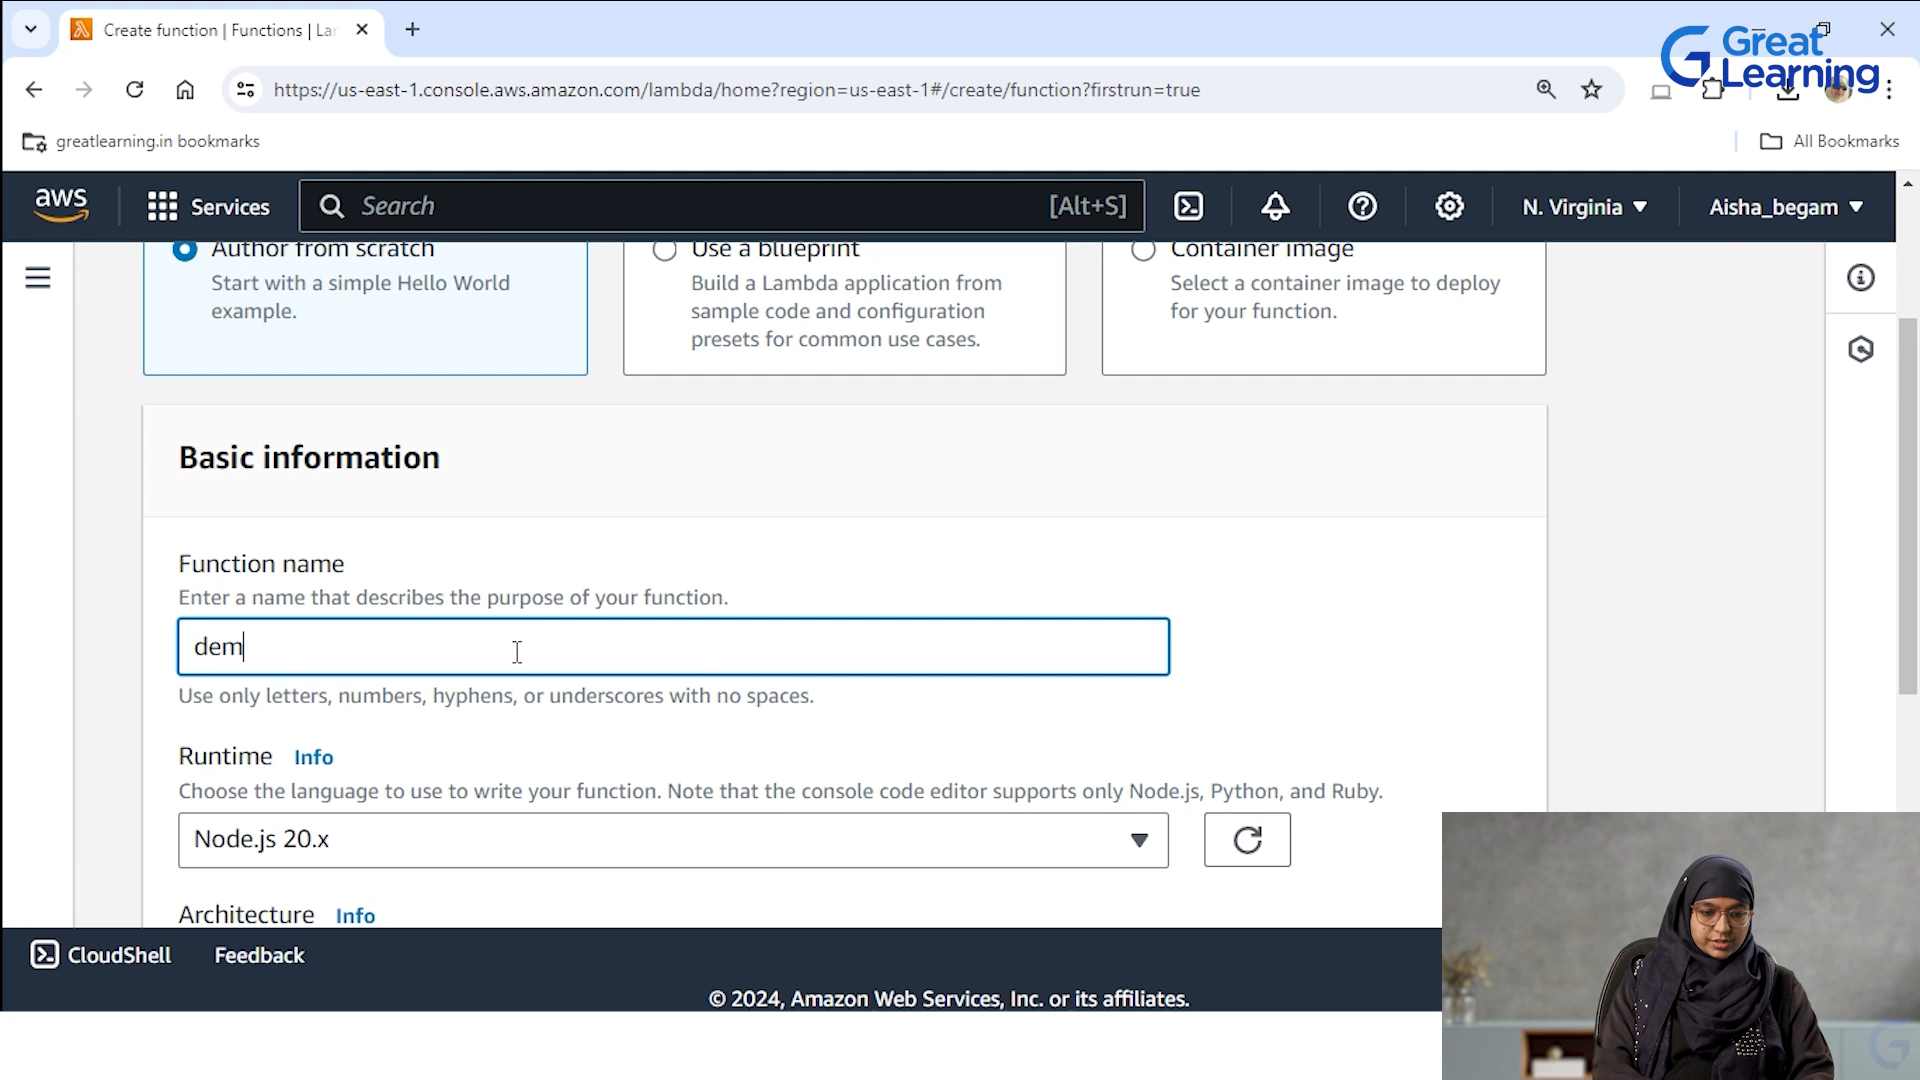 Create function | Functions | La
Great
Learning
https://us-east-1.console.aws.amazon.com/lambda/home?region=us-east-1#/create/function?firstrun=true
greatlearning.in bookmarks
All Bookmarks
aws
Services
Search
[Alt+S]
N. Virginia
Aisha_begam
Author from scratch
Start with a simple Hello World
example.
Use a blueprint
Build a Lambda application from
sample code and configuration
presets for common use cases.
Container image
Select a container image to deploy
for your function.
Basic information
Function name
Enter a name that describes the purpose of your function.
dem
Use only letters, numbers, hyphens, or underscores with no spaces.
Runtime Info
Choose the language to use to write your function. Note that the console code editor supports only Node.js, Python, and Ruby.
Node.js 20.x
Architecture Info
CloudShell
Feedback
© 2024, Amazon Web Services, Inc. or its affiliates.